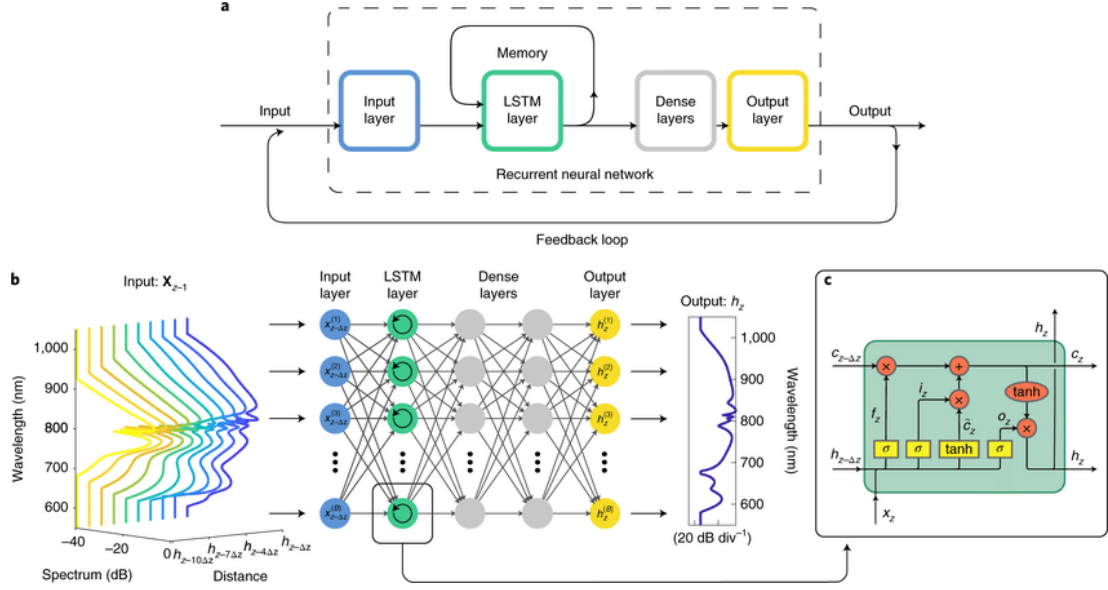 a
Memory
Input
Input
layer
LSTM
layer
Dense
layers
Output
layer
Output
Recurrent neural network
Feedback loop
b
Input: X_{z–1}
Input
layer
LSTM
layer
Dense
layers
Output
layer
Output: h_z
Wavelength (nm)
1,000
900
800
700
600
–40
–20
0
Spectrum (dB)
h_{z–10Δz}
h_{z–7Δz}
h_{z–4Δz}
h_{z–Δz}
Distance
x_{z–Δz}^{(1)}
x_{z–Δz}^{(2)}
x_{z–Δz}^{(3)}
x_{z–Δz}^{(B)}
h_z^{(1)}
h_z^{(2)}
h_z^{(3)}
h_z^{(B)}
1,000
900
800
700
600
Wavelength (nm)
(20 dB div⁻¹)
c
h_z
c_{z–Δz}
×
+
c_z
tanh
i_z
×
f_z
c̃_z
o_z
×
σ
σ
tanh
σ
h_{z–Δz}
h_z
x_z